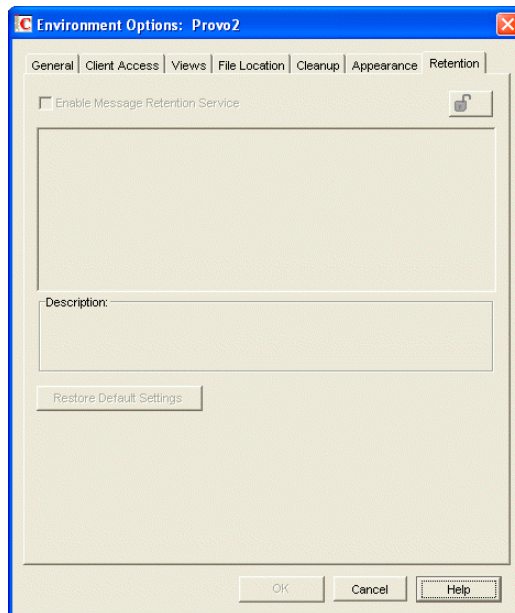 Environment Options: Provo2
General Client Access Views File Location Cleanup Appearance Retention
Enable Message Retention Service
Description:
Restore Default Settings
OK Cancel Help